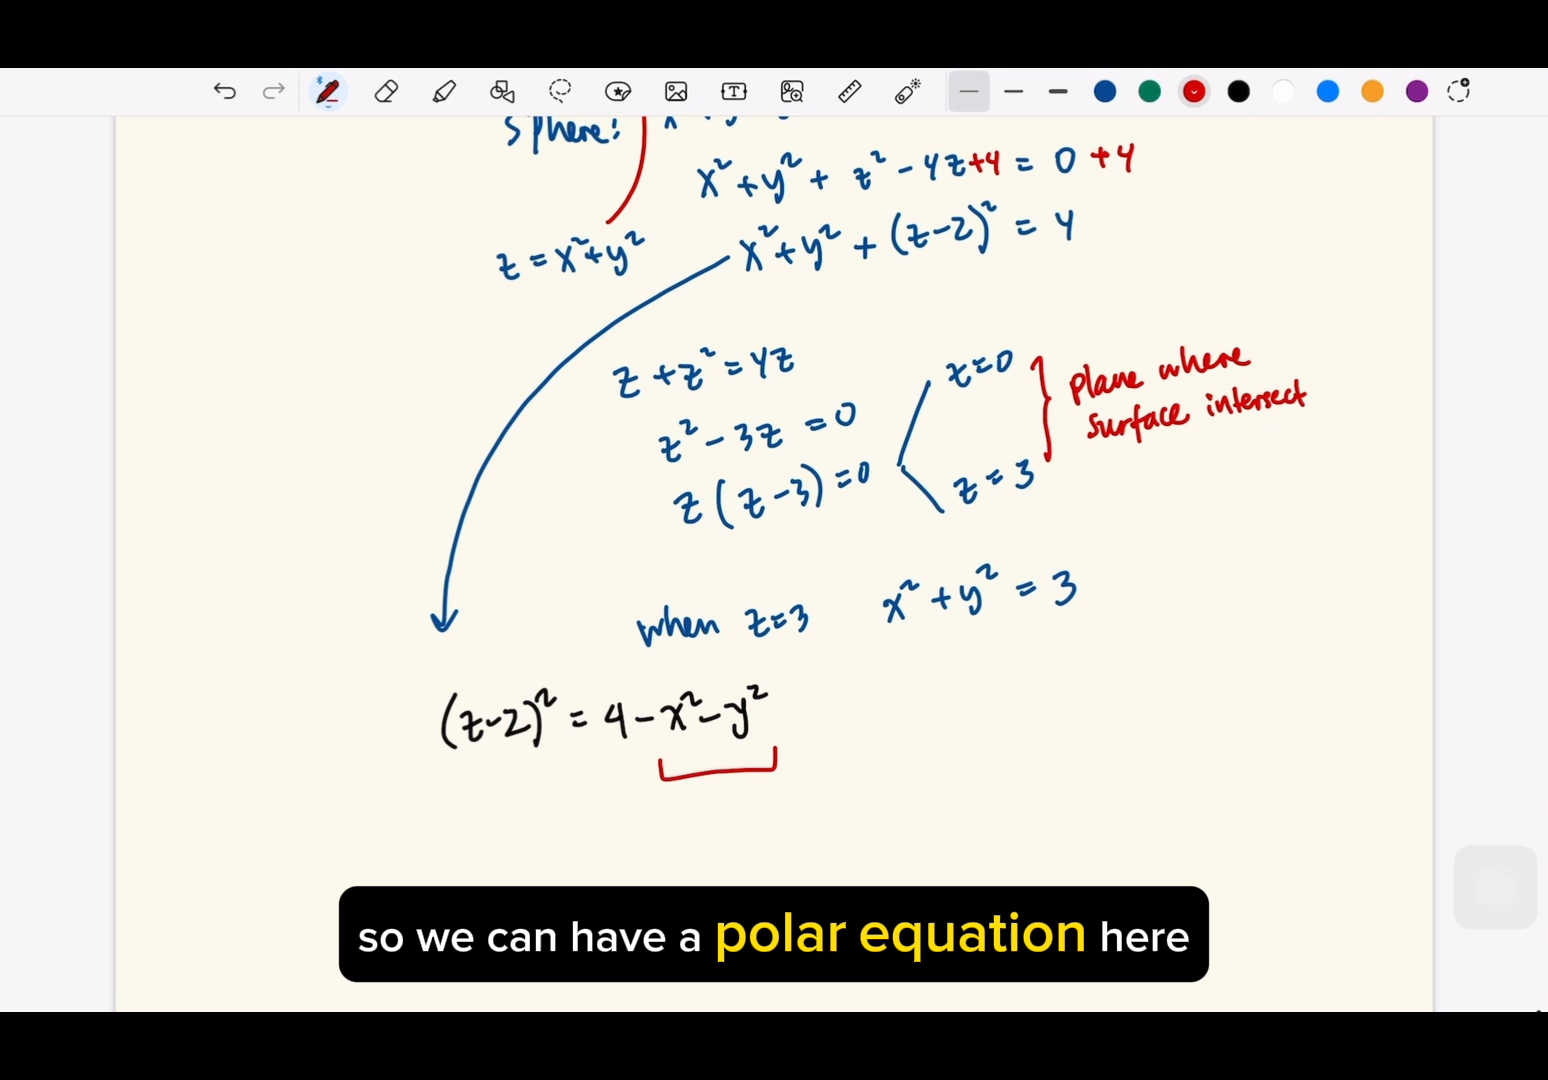 Sphere:
x² + y² + z² - 4z + 4 = 0 + 4
z = x² + y²
x² + y² + (z - 2)² = 4
z + z² = 4z
z = 0
plane where
surface intersect
z² - 3z = 0
z (z - 3) = 0
z = 3
when z = 3
x² + y² = 3
(z - 2)² = 4 - x² - y²
so we can have a polar equation here